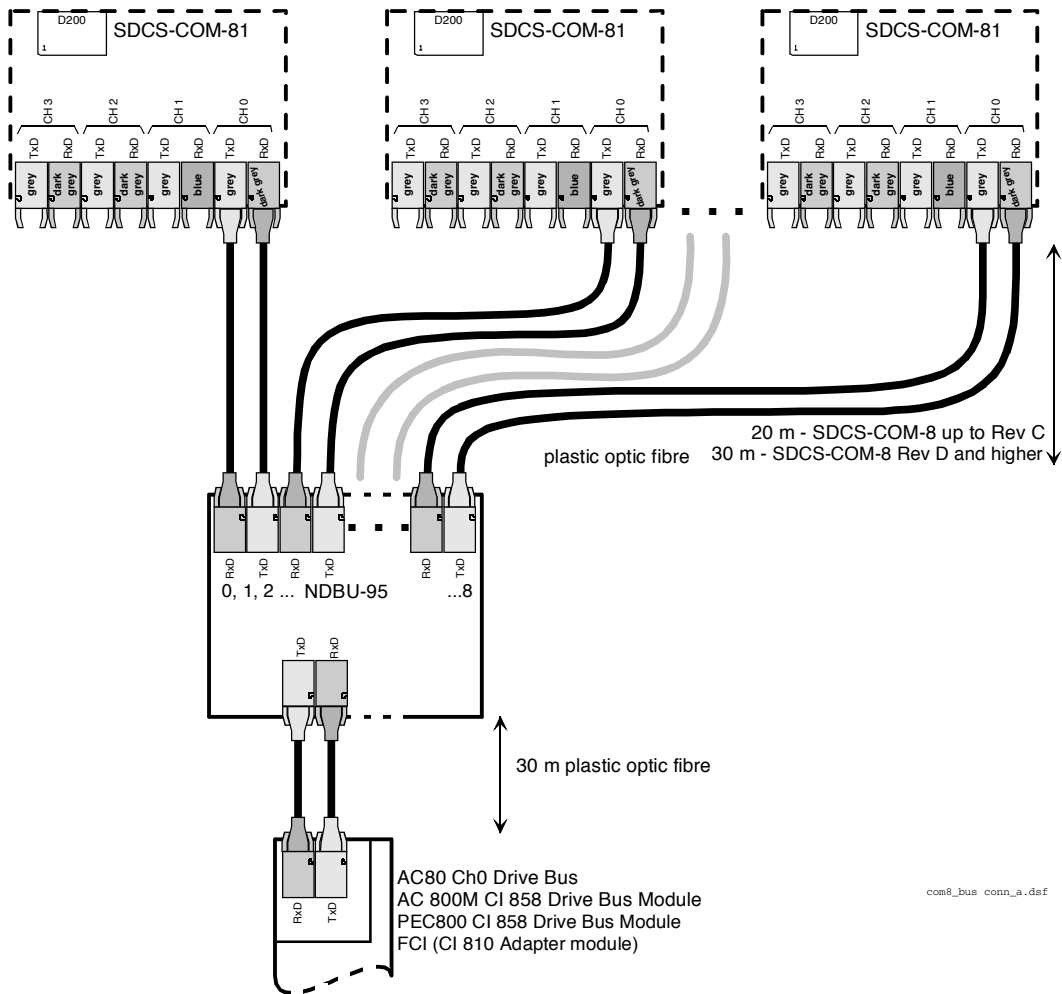 D200
1
SDCS-COM-81
D200
1
SDCS-COM-81
D200
1
SDCS-COM-81
CH 3
CH 2
CH 1
CH 0
CH 3
CH 2
CH 1
CH 0
CH 3
CH 2
CH 1
CH 0
TxD
RxD
TxD
RxD
TxD
RxD
TxD
RxD
TxD
RxD
TxD
RxD
TxD
RxD
TxD
RxD
TxD
RxD
TxD
RxD
TxD
RxD
TxD
RxD
grey
dark
grey
grey
dark
grey
grey
blue
grey
dark grey
grey
dark
grey
grey
dark
grey
grey
blue
grey
dark grey
grey
dark
grey
grey
dark
grey
grey
blue
grey
dark grey
20 m - SDCS-COM-8 up to Rev C
plastic optic fibre
30 m - SDCS-COM-8 Rev D and higher
RxD
TxD
RxD
TxD
RxD
TxD
0, 1, 2 ... NDBU-95
...8
TxD
RxD
30 m plastic optic fibre
RxD
TxD
AC80 Ch0 Drive Bus
AC 800M CI 858 Drive Bus Module
PEC800 CI 858 Drive Bus Module
FCI (CI 810 Adapter module)
com8_bus conn_a.dsf